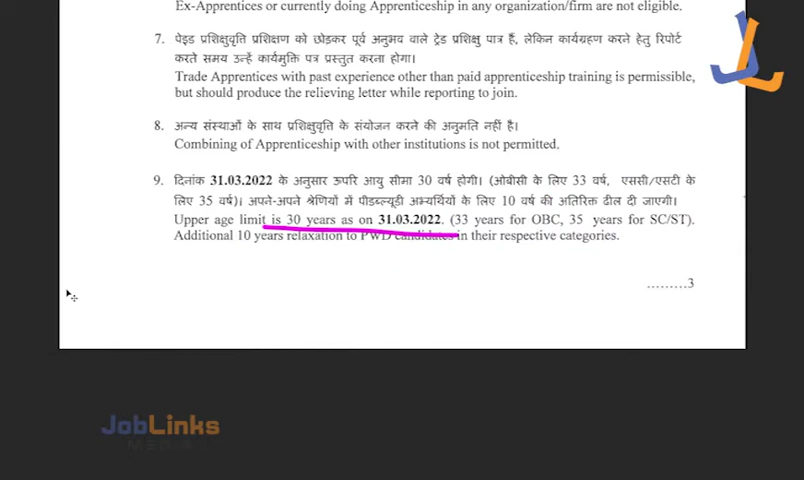 Ex-Apprentices or currently doing Apprenticeship in any organization/firm are not eligible.
7. पेइड प्रशिक्षुवृत्ति प्रशिक्षण को छोड़कर पूर्व अनुभव वाले ट्रेड प्रशिक्षु पात्र हैं, लेकिन कार्यग्रहण करने हेतु रिपोर्ट
करते समय उन्हें कार्यमुक्ति पत्र प्रस्तुत करना होगा।
Trade Apprentices with past experience other than paid apprenticeship training is permissible,
but should produce the relieving letter while reporting to join.
8. अन्य संस्थाओं के साथ प्रशिक्षुवृत्ति के संयोजन करने की अनुमति नहीं है।
Combining of Apprenticeship with other institutions is not permitted.
9. दिनांक 31.03.2022 के अनुसार ऊपरि आयु सीमा 30 वर्ष होगी। (ओबीसी के लिए 33 वर्ष, एससी/एसटी के
लिए 35 वर्ष)। अपने-अपने श्रेणियों में पीडब्ल्यूडी अभ्यर्थियों के लिए 10 वर्ष की अतिरिक्त ढील दी जाएगी।
Upper age limit is 30 years as on 31.03.2022. (33 years for OBC, 35 years for SC/ST).
Additional 10 years relaxation to PWD candidates in their respective categories.
.........3
JobLinks
MEDIA